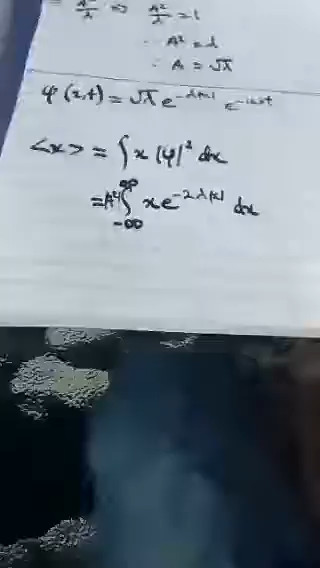 = A²/λ ⇒ A²/λ = 1
∴ A² = λ
∴ A = √λ
φ(x,t) = √λ e^{-λ|x|} e^{-iωt}
<x> = ∫ x |φ|² dx
= A² ∫_{-∞}^{∞} x e^{-2λ|x|} dx